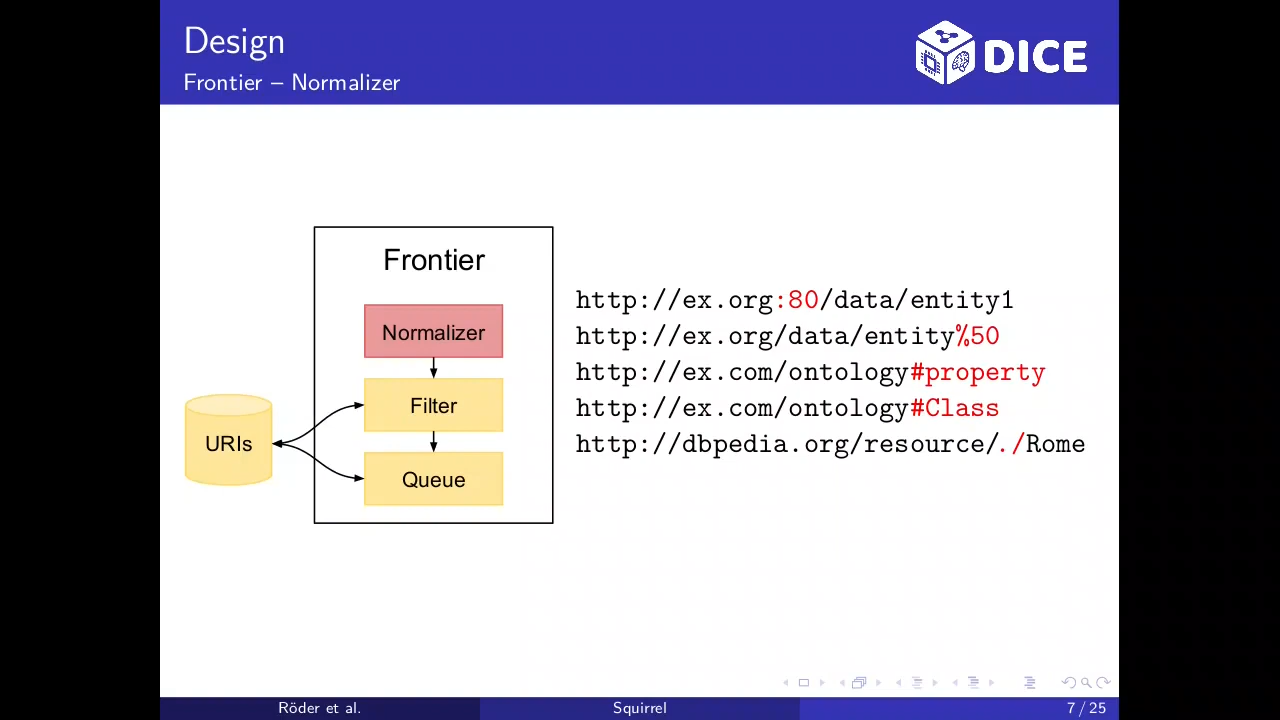 Design
Frontier – Normalizer
DICE
Frontier
Normalizer
Filter
Queue
URIs
http://ex.org:80/data/entity1
http://ex.org/data/entity%50
http://ex.com/ontology#property
http://ex.com/ontology#Class
http://dbpedia.org/resource/./Rome
Röder et al.
Squirrel
7 / 25